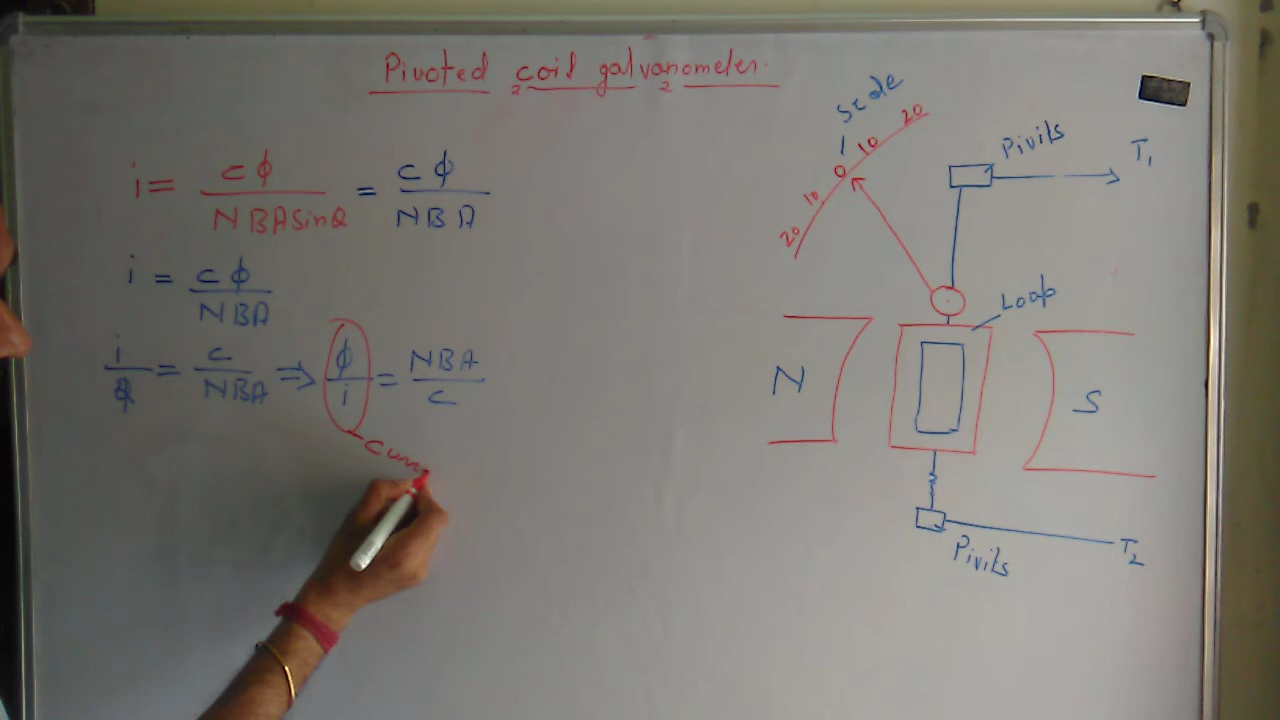 Pivoted coil galvanometer.
i = cϕ / NBAsinθ = cϕ / NBA
i = cϕ / NBA
i / ϕ = c / NBA ⇒ ϕ / i = NBA / c
Scale
20 10 0 10 20
Pivits
T₁
Loop
N
S
Pivits
T₂